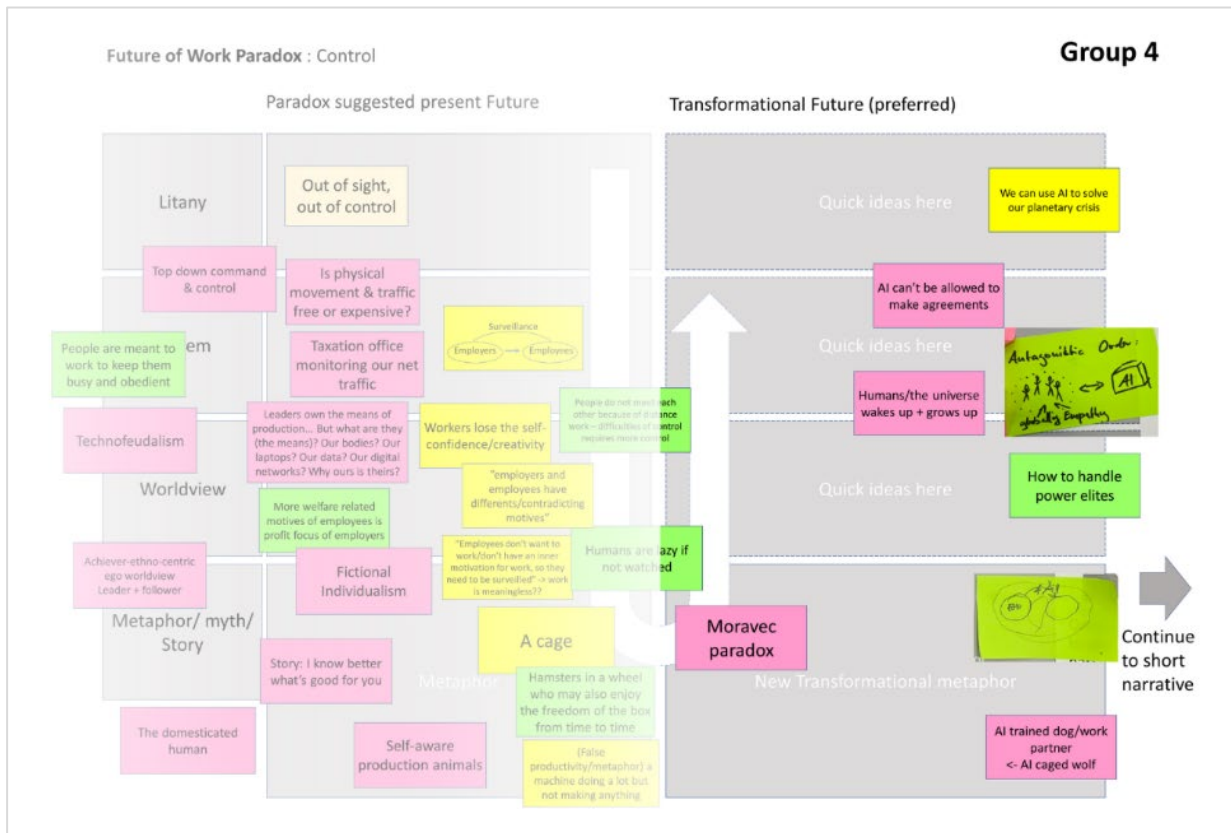 Future of Work Paradox : Control
Group 4
Paradox suggested present Future
Transformational Future (preferred)
Litany
Out of sight,
out of control
Quick ideas here
We can use AI to solve
our planetary crisis
Top down command
& control
Is physical
movement & traffic
free or expensive?
Surveillance
Employers
Employees
AI can't be allowed to
make agreements
People are meant to
work to keep them
busy and obedient
em
Taxation office
monitoring our net
traffic
Quick ideas here
Antagonistic Order:
AI
globally Empathy
Humans/the universe
wakes up + grows up
People do not meet each
other because of distance
work – difficulties of control
requires more control
Technofeudalism
Leaders own the means of
production... But what are they
(the means)? Our bodies? Our
laptops? Our data? Our digital
networks? Why ours is theirs?
Workers lose the self-
confidence/creativity
Worldview
"employers and
employees have
differents/contradicting
motives"
Quick ideas here
How to handle
power elites
More welfare related
motives of employees is
profit focus of employers
Achiever-ethno-centric
ego worldview
Leader + follower
Fictional
Individualism
"Employees don't want to
work/don't have an inner
motivation for work, so they
need to be surveilled" -> work
is meaningless??
Humans are lazy if
not watched
Metaphor/ myth/
Story
A cage
Moravec
paradox
Continue
to short
narrative
Story: I know better
what's good for you
Metaphor
Hamsters in a wheel
who may also enjoy
the freedom of the box
from time to time
New Transformational metaphor
The domesticated
human
Self-aware
production animals
(False
productivity/metaphor) a
machine doing a lot but
not making anything
AI trained dog/work
partner
<- AI caged wolf